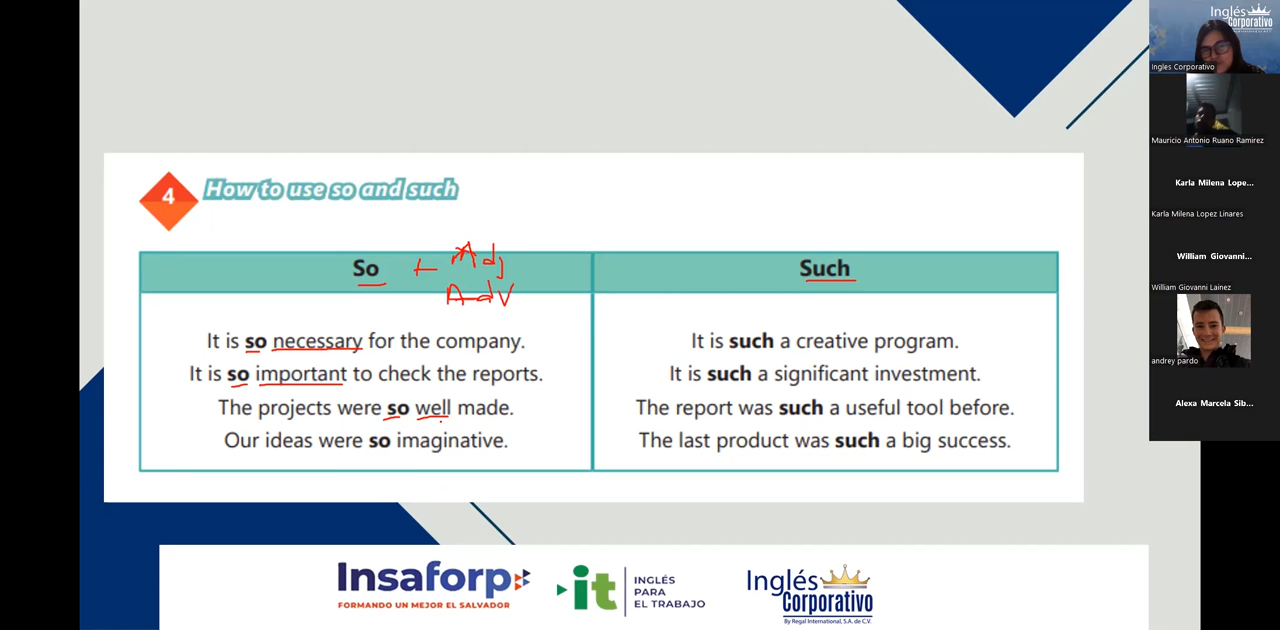 4
How to use so and such
So + Adj
Adv
Such
It is so necessary for the company.
It is so important to check the reports.
The projects were so well made.
Our ideas were so imaginative.
It is such a creative program.
It is such a significant investment.
The report was such a useful tool before.
The last product was such a big success.
Insaforp
FORMANDO UN MEJOR EL SALVADOR
it
INGLÉS
PARA
EL TRABAJO
Inglés
Corporativo
By Regal International, S.A. de C.V.
Inglés
Corporativo
Inglés Corporativo
Mauricio Antonio Ruano Ramirez
Karla Milena Lope...
Karla Milena Lopez Linares
William Giovanni...
William Giovanni Lainez
andrey pardo
Alexa Marcela Sib...